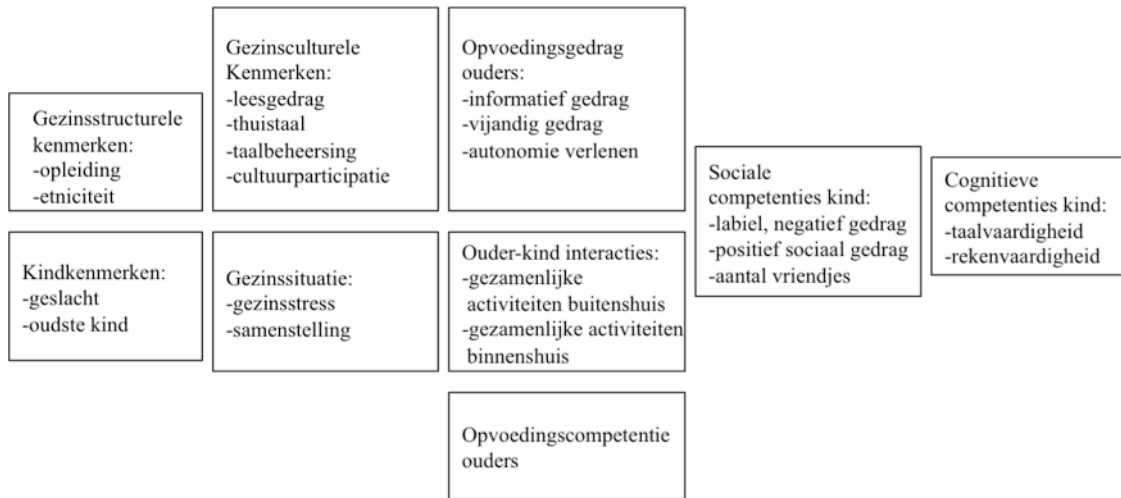 Gezinsstructurele
kenmerken:
-opleiding
-etniciteit
Kindkenmerken:
-geslacht
-oudste kind
Gezinsculturele
Kenmerken:
-leesgedrag
-thuistaal
-taalbeheersing
-cultuurparticipatie
Gezinssituatie:
-gezinsstress
-samenstelling
Opvoedingsgedrag
ouders:
-informatief gedrag
-vijandig gedrag
-autonomie verlenen
Ouder-kind interacties:
-gezamenlijke
activiteiten buitenshuis
-gezamenlijke activiteiten
binnenshuis
Opvoedingscompetentie
ouders
Sociale
competenties kind:
-labiel, negatief gedrag
-positief sociaal gedrag
-aantal vriendjes
Cognitieve
competenties kind:
-taalvaardigheid
-rekenvaardigheid